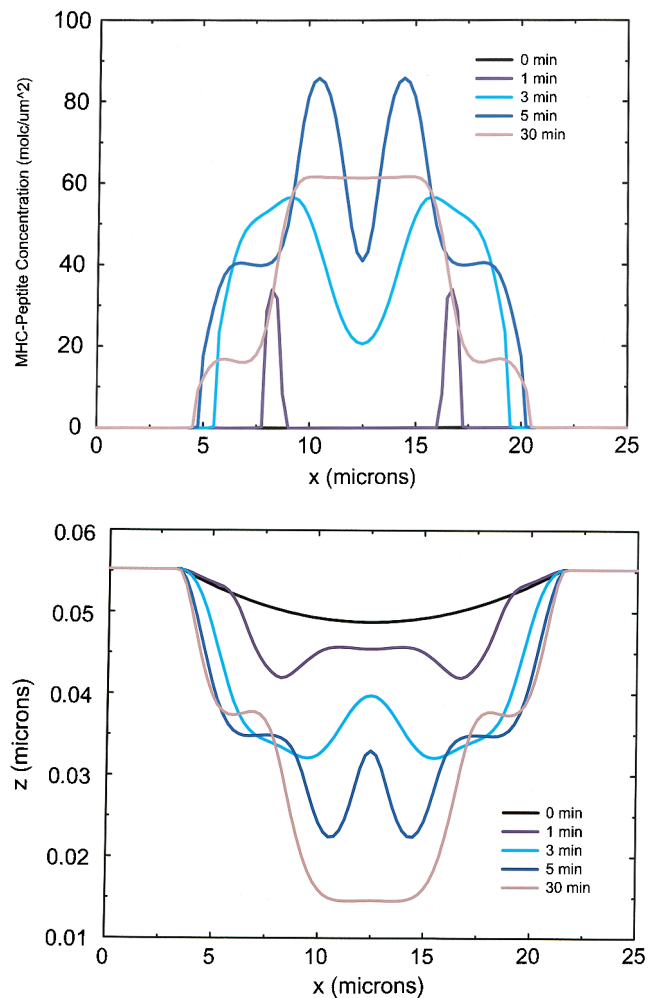 100
80
60
40
20
0
MHC-Peptite Concentration (molc/um^2)
0 min
1 min
3 min
5 min
30 min
0 5 10 15 20 25
x (microns)
0.06
0.05
0.04
0.03
0.02
0.01
z (microns)
0 min
1 min
3 min
5 min
30 min
0 5 10 15 20 25
x (microns)